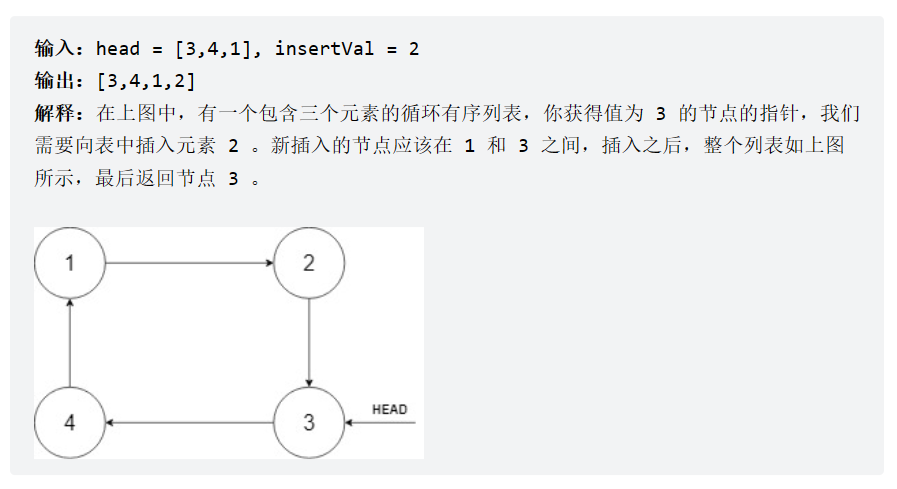 输入：head = [3,4,1], insertVal = 2
输出：[3,4,1,2]
解释：在上图中，有一个包含三个元素的循环有序列表，你获得值为 3 的节点的指针，我们
需要向表中插入元素 2 。新插入的节点应该在 1 和 3 之间，插入之后，整个列表如上图
所示，最后返回节点 3 。
1
2
4
3
HEAD